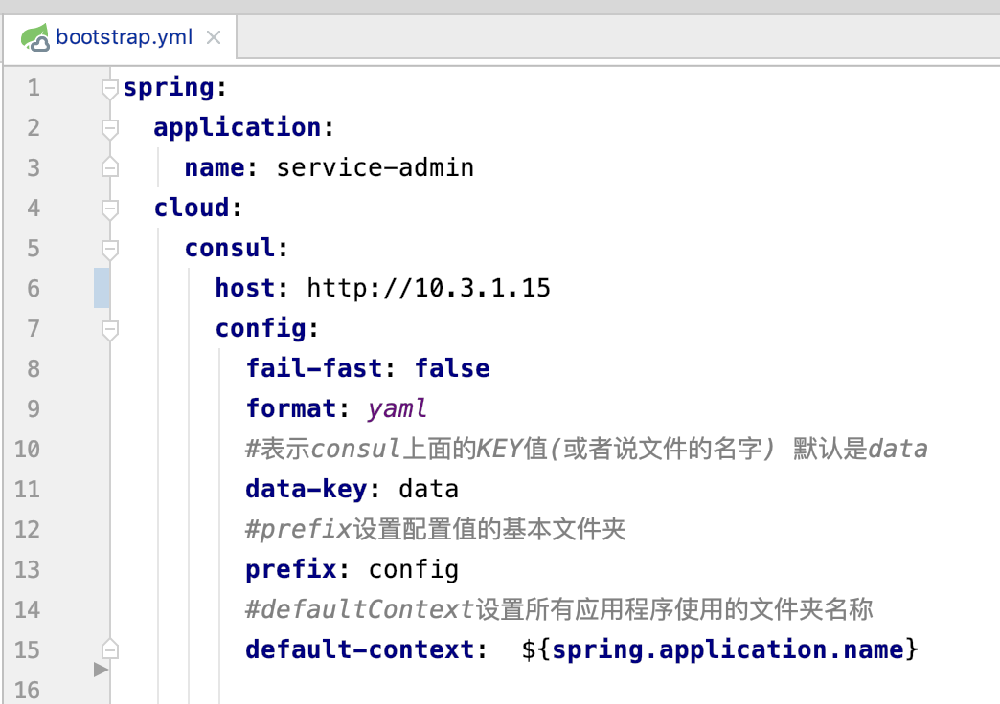 bootstrap.yml
1 spring:
2 application:
3 name: service-admin
4 cloud:
5 consul:
6 host: http://10.3.1.15
7 config:
8 fail-fast: false
9 format: yaml
10 #表示consul上面的KEY值(或者说文件的名字) 默认是data
11 data-key: data
12 #prefix设置配置值的基本文件夹
13 prefix: config
14 #defaultContext设置所有应用程序使用的文件夹名称
15 default-context:  ${spring.application.name}
16